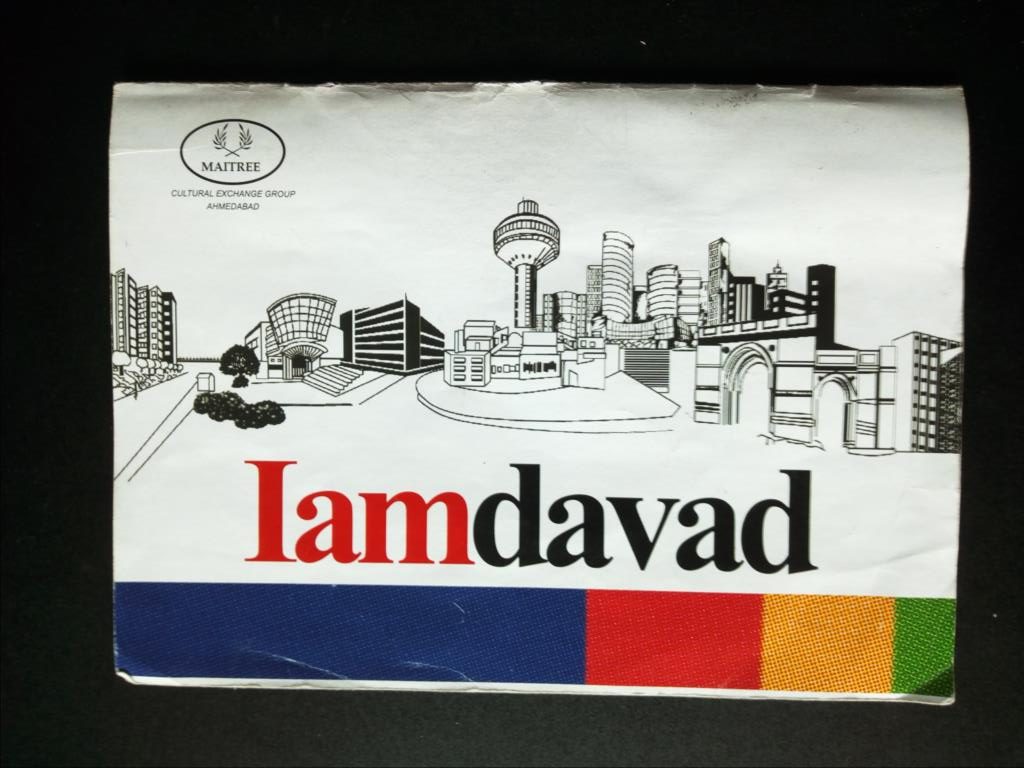 MAITREE
CULTURAL EXCHANGE GROUP
AHMEDABAD
Iamdavad